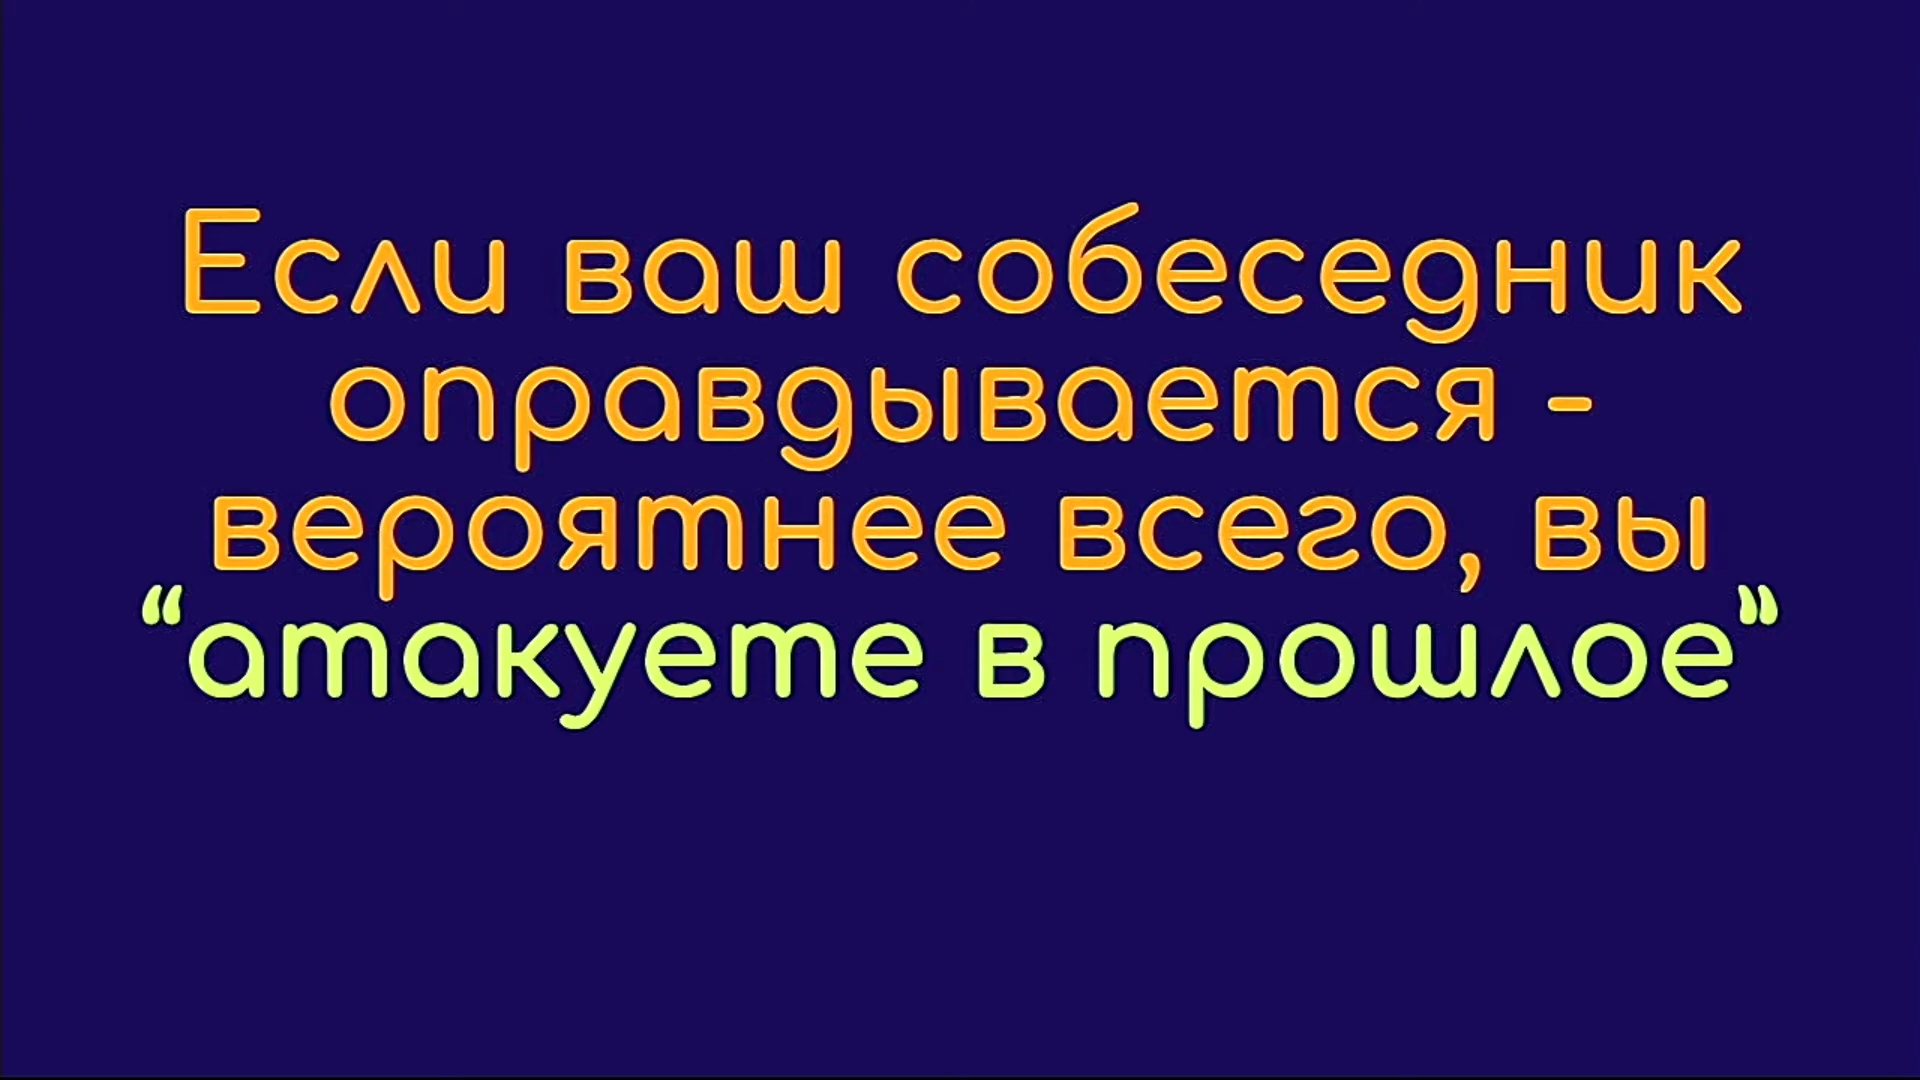 Если ваш собеседник
оправдывается -
вероятнее всего, вы
“атакуете в прошлое”